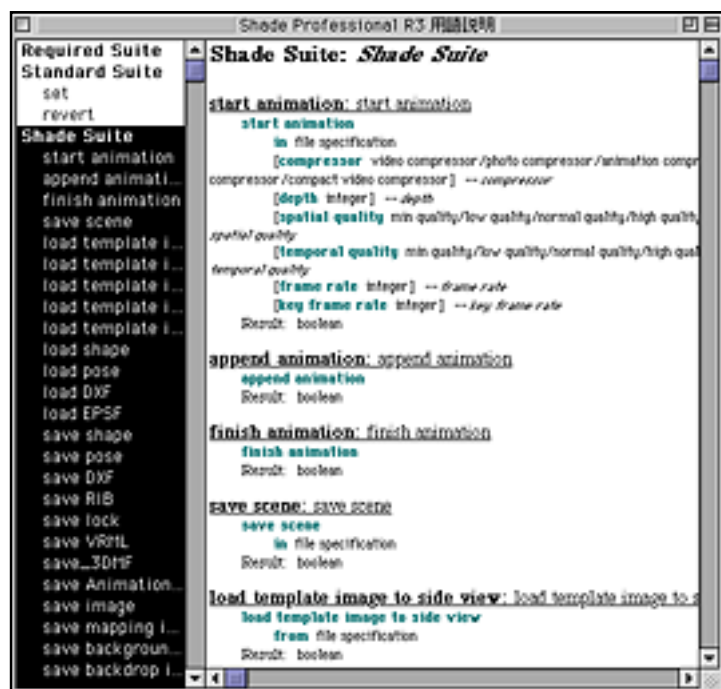 Shade Professional R3 用語説明
Required Suite
Standard Suite
set
revert
Shade Suite
start animation
append animati...
finish animation
save scene
load template i...
load template i...
load template i...
load template i...
load shape
load pose
load DXF
load EPSF
save shape
save pose
save DXF
save RIB
save lock
save VRML
save_3DMF
save Animation...
save image
save mapping i...
save backgroun...
save backdrop i...
Shade Suite: Shade Suite
start animation: start animation
start animation
in file specification
[compressor video compressor/photo compressor/animation compr
compressor/compact video compressor] -- compressor
[depth integer] -- depth
[spatial quality min quality/low quality/normal quality/high quality
spatial quality
[temporal quality min quality/low quality/normal quality/high qual
temporal quality
[frame rate integer] -- frame rate
[key frame rate integer] -- key frame rate
Result: boolean
append animation: append animation
append animation
Result: boolean
finish animation: finish animation
finish animation
Result: boolean
save scene: save scene
save scene
in file specification
Result: boolean
load template image to side view: load template image to s
load template image to side view
from file specification
Result: boolean